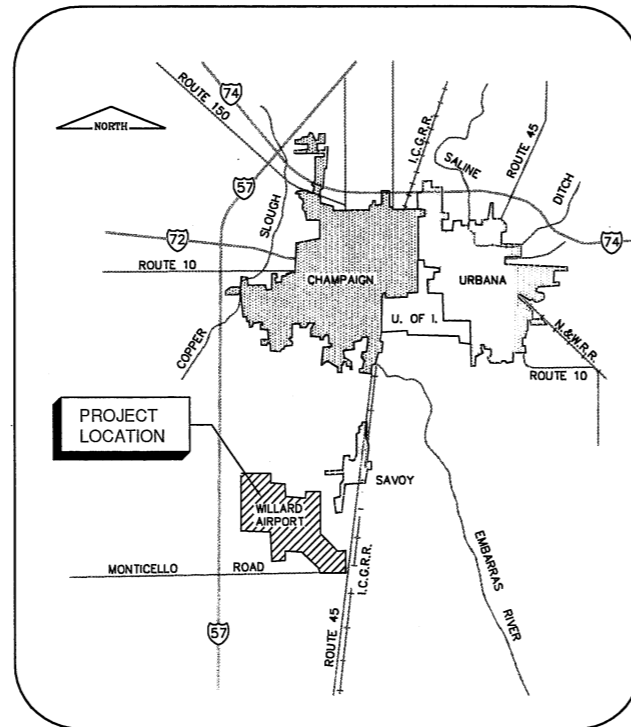 NORTH
ROUTE 150
74
57
SLOUGH
72
ROUTE 10
COPPER
CHAMPAIGN
I.C.G.R.R.
SALINE
ROUTE 45
DITCH
74
URBANA
U. OF I.
N.&W.R.R.
ROUTE 10
PROJECT
LOCATION
SAVOY
WILLARD
AIRPORT
MONTICELLO ROAD
I.C.G.R.R.
ROUTE 45
57
EMBARRAS
RIVER